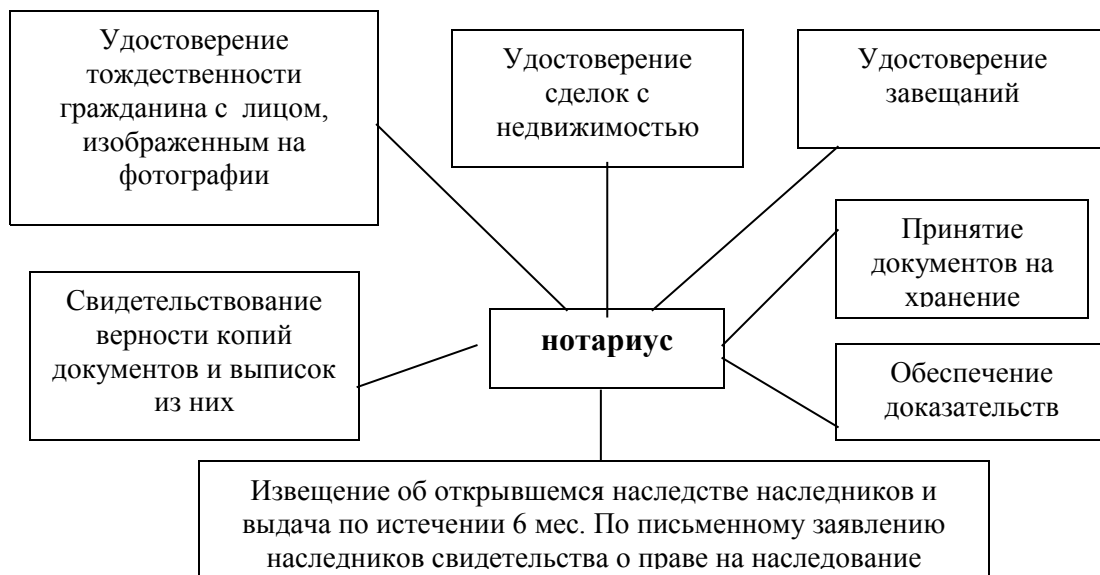 Удостоверение
тождественности
гражданина с лицом,
изображенным на
фотографии
Удостоверение
сделок с
недвижимостью
Удостоверение
завещаний
Принятие
документов на
хранение
Свидетельствование
верности копий
документов и выписок
из них
нотариус
Обеспечение
доказательств
Извещение об открывшемся наследстве наследников и
выдача по истечении 6 мес. По письменному заявлению
наследников свидетельства о праве на наследование